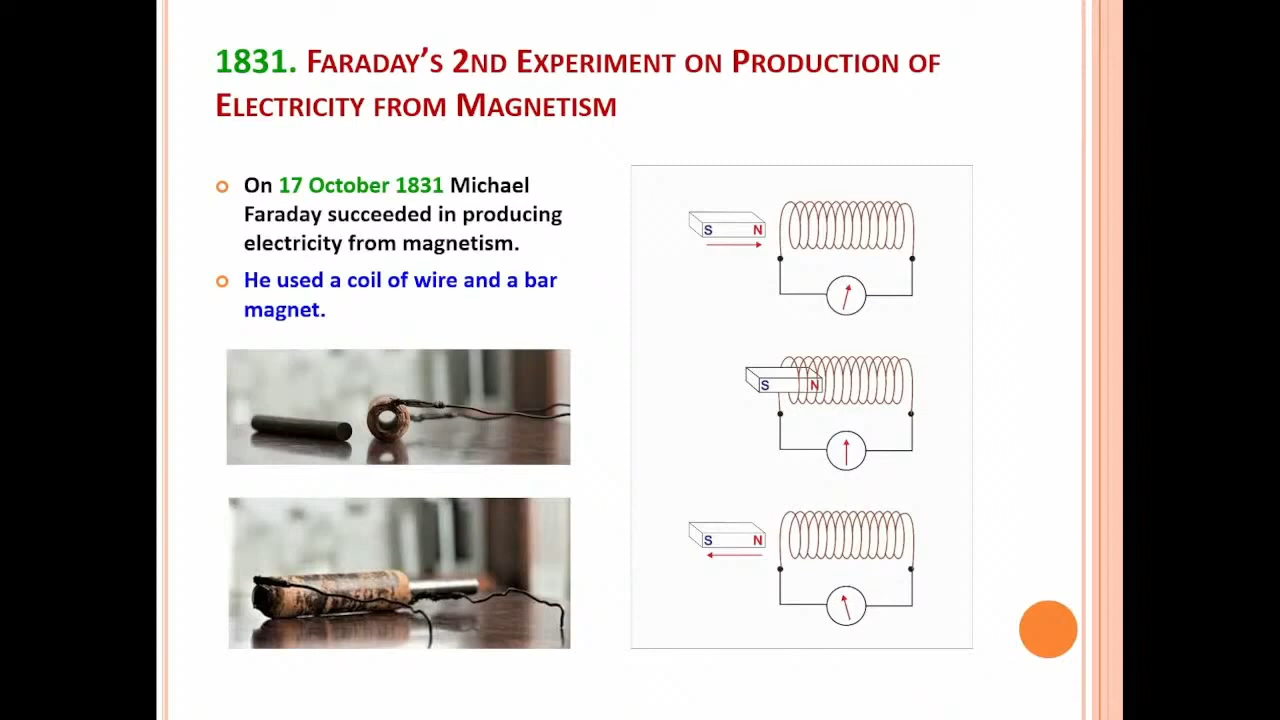 1831. FARADAY'S 2ND EXPERIMENT ON PRODUCTION OF
ELECTRICITY FROM MAGNETISM
On 17 October 1831 Michael
Faraday succeeded in producing
electricity from magnetism.
He used a coil of wire and a bar
magnet.
S N
S N
S N